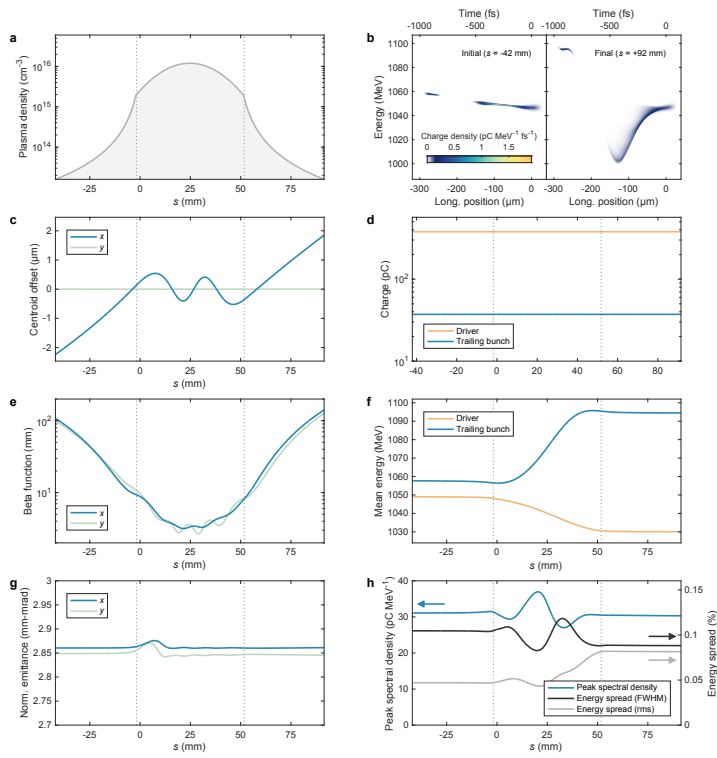 a
Plasma density (cm⁻³)
10¹⁶
10¹⁵
10¹⁴
-25 0 25 50 75
s (mm)
b
Time (fs)
Time (fs)
-1000 -500 0
-1000 -500 0
Energy (MeV)
1100
1080
1060
1040
1020
1000
Initial (s = -42 mm)
Final (s = +92 mm)
Charge density (pC MeV⁻¹ fs⁻¹)
0 0.5 1 1.5
-300 -200 -100 0
-300 -200 -100 0
Long. position (µm)
Long. position (µm)
c
Centroid offset (µm)
2
1
0
-1
-2
x
y
-25 0 25 50 75
s (mm)
d
Charge (pC)
10²
10¹
Driver
Trailing bunch
-40 -20 0 20 40 60 80
s (mm)
e
Beta function (mm)
10²
10¹
x
y
-25 0 25 50 75
s (mm)
f
Mean energy (MeV)
1100
1090
1080
1070
1060
1050
1040
1030
Driver
Trailing bunch
-25 0 25 50 75
s (mm)
g
Norm. emittance (mm-mrad)
3
2.95
2.9
2.85
2.8
2.75
2.7
x
y
-25 0 25 50 75
s (mm)
h
Peak spectral density (pC MeV⁻¹)
40
30
20
10
0
Energy spread (%)
0.15
0.1
0.05
0
Peak spectral density
Energy spread (FWHM)
Energy spread (rms)
-25 0 25 50 75
s (mm)